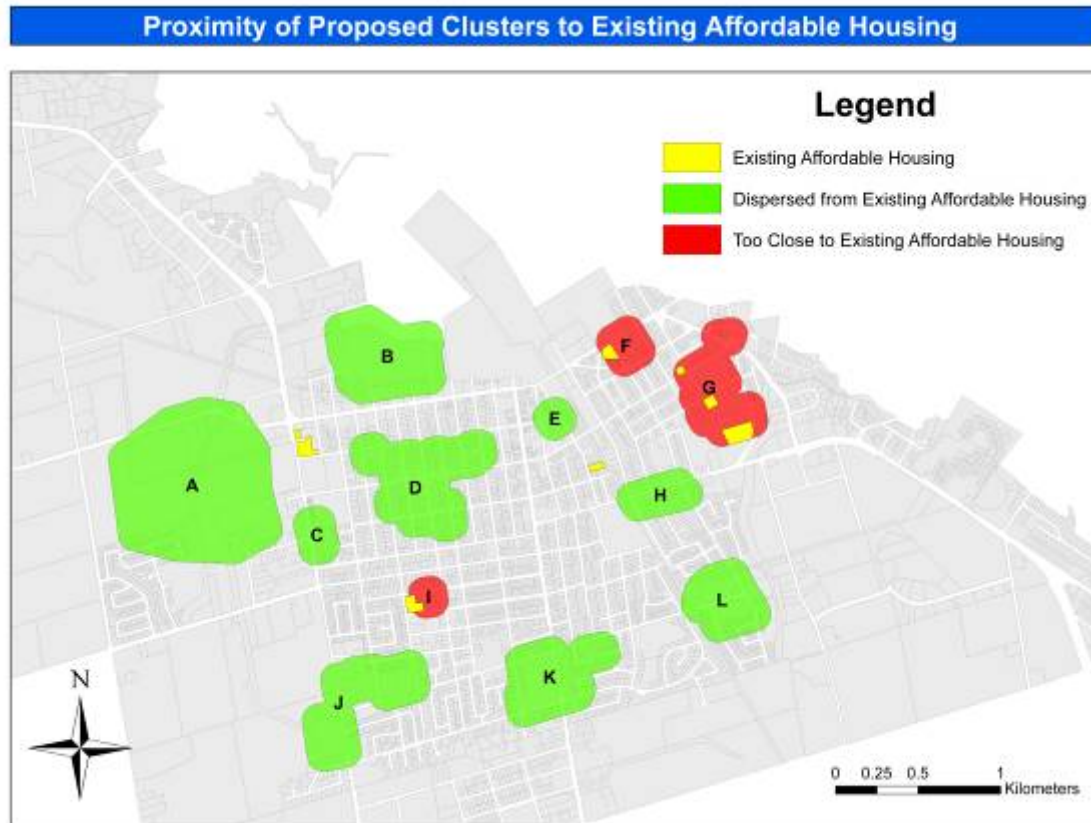 Proximity of Proposed Clusters to Existing Affordable Housing
Legend
Existing Affordable Housing
Dispersed from Existing Affordable Housing
Too Close to Existing Affordable Housing
B
F
G
E
A
D
H
C
I
L
K
J
N
0 0.25 0.5 1
Kilometers